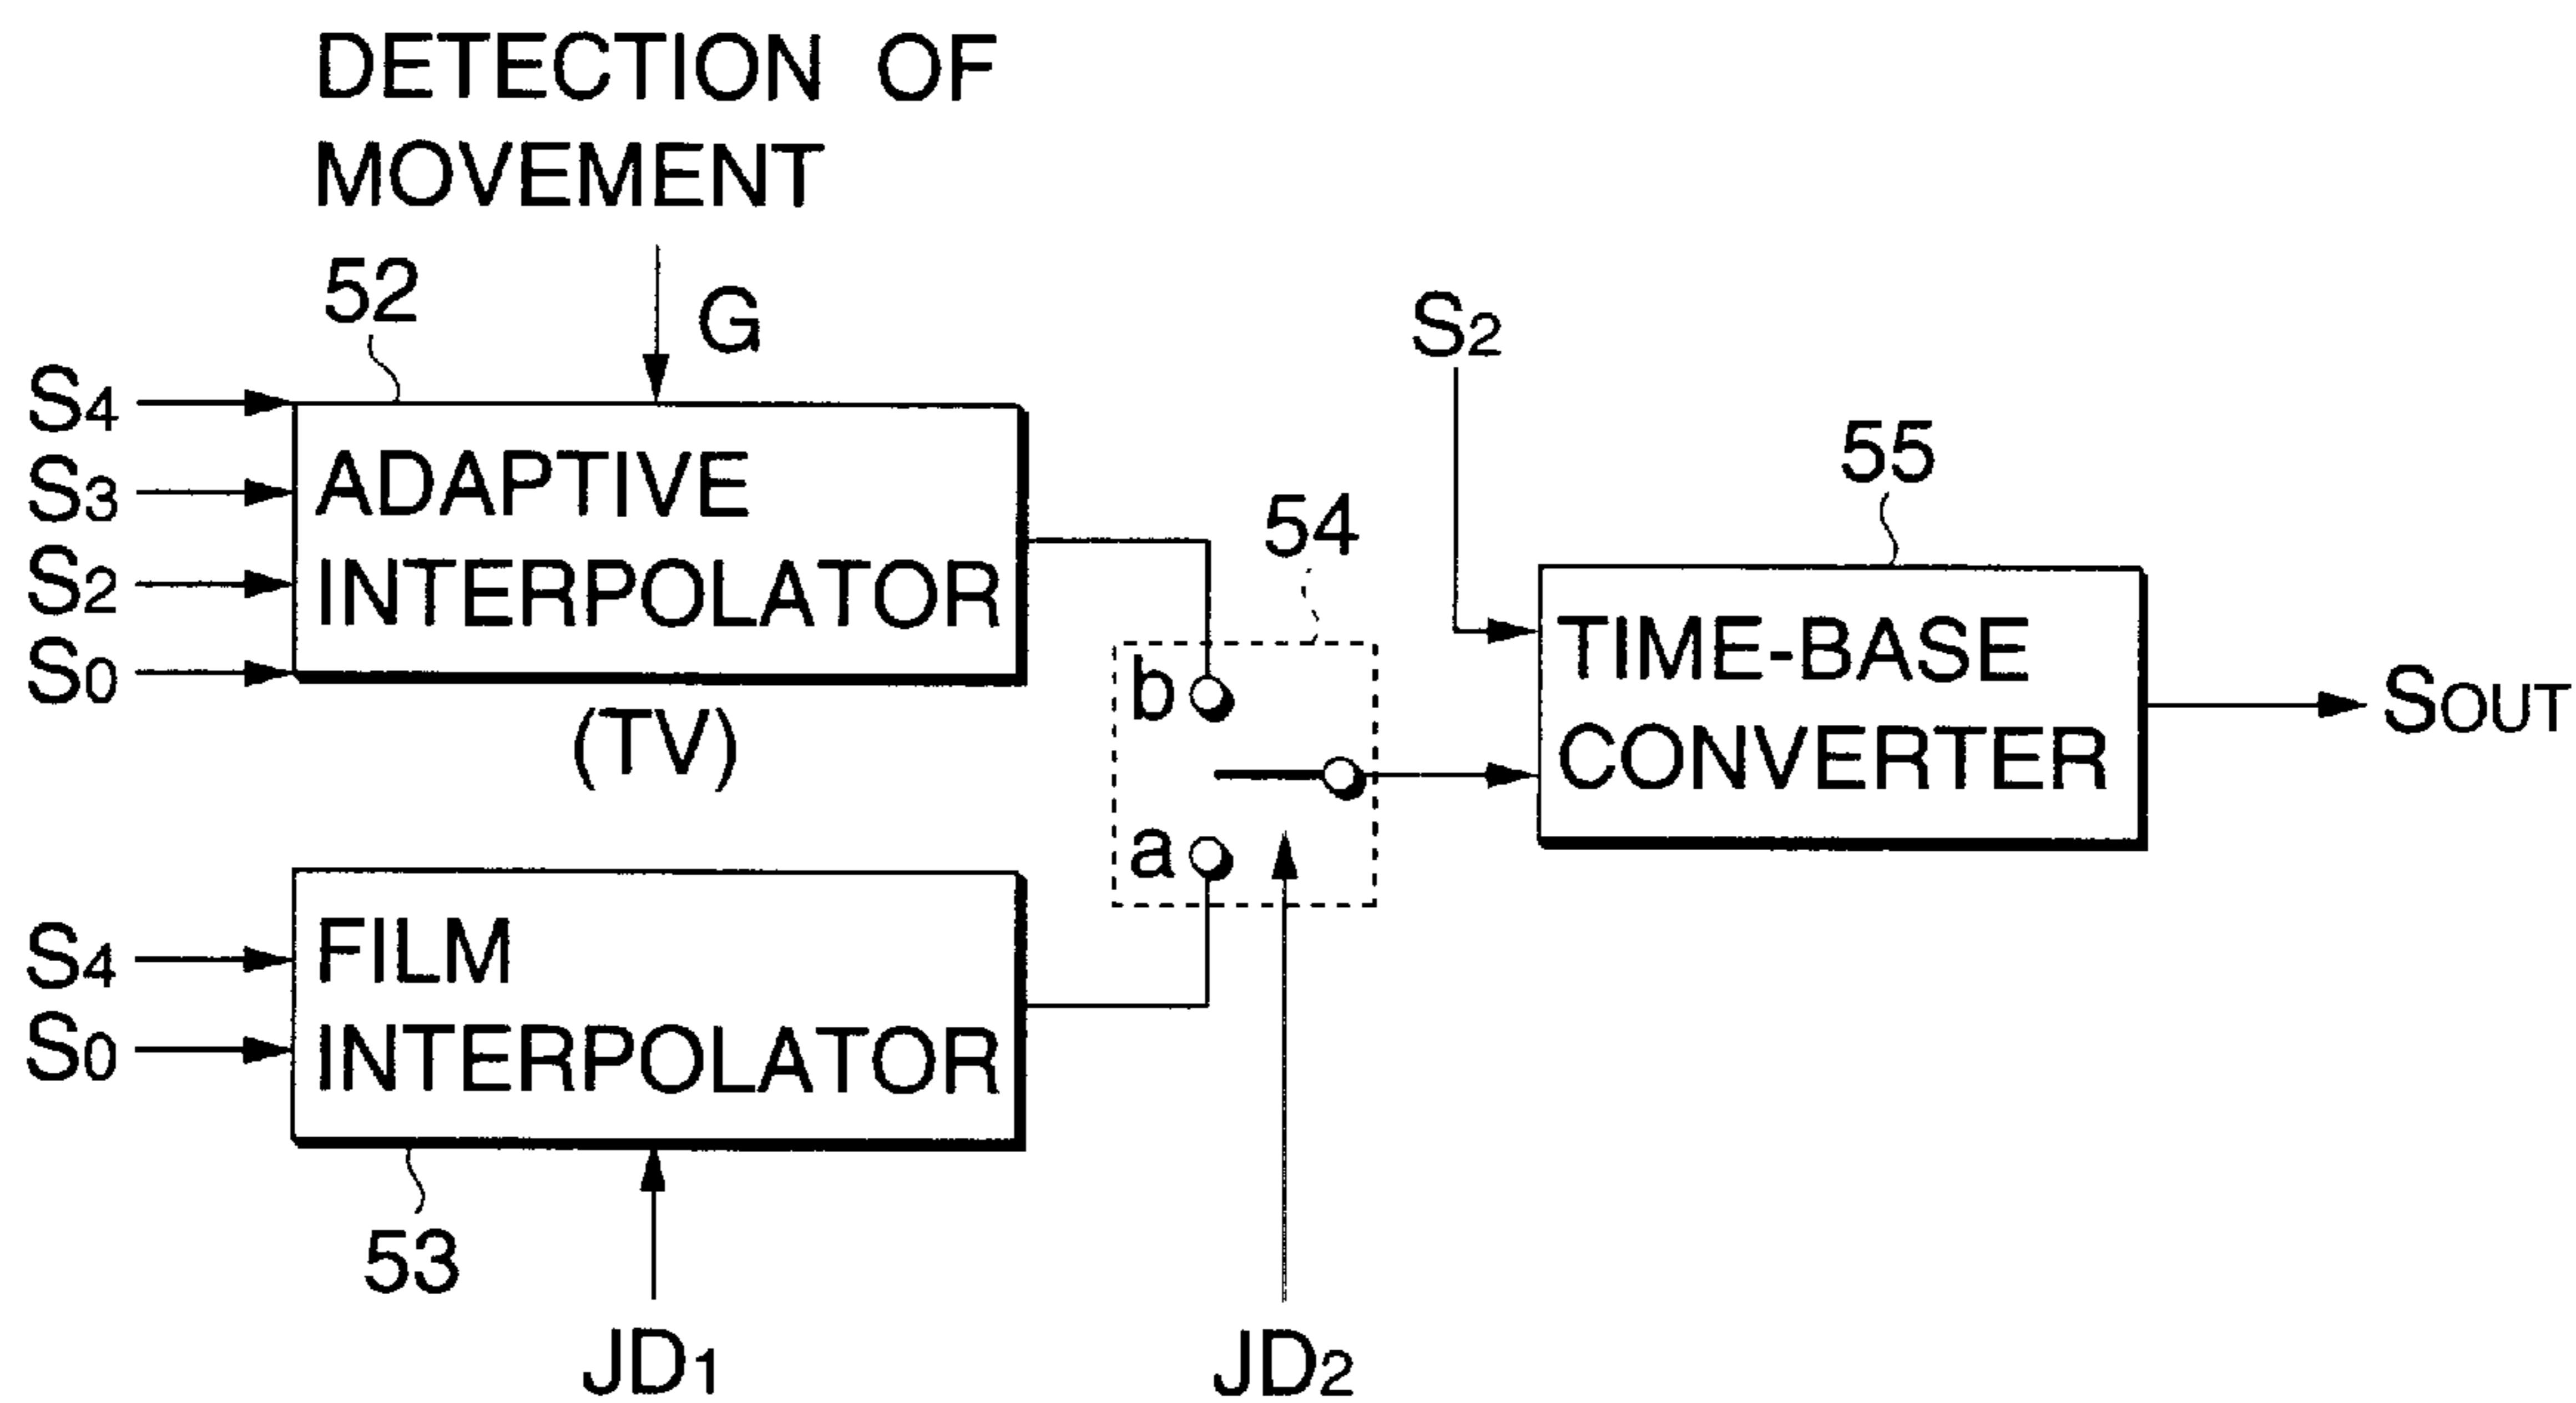 DETECTION OF
MOVEMENT
52
G
S4
S3
S2
S0
ADAPTIVE
INTERPOLATOR
(TV)
S4
S0
FILM
INTERPOLATOR
53
JD1
54
b
a
JD2
S2
55
TIME-BASE
CONVERTER
SOUT